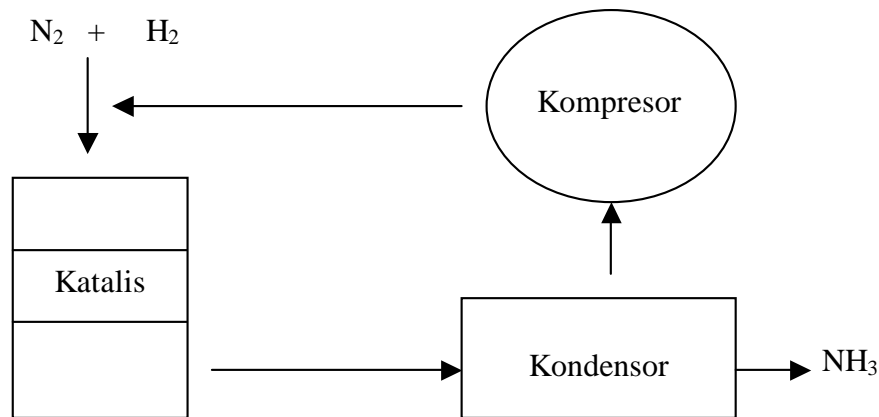 N₂ + H₂
Kompresor
Katalis
Kondensor
NH₃